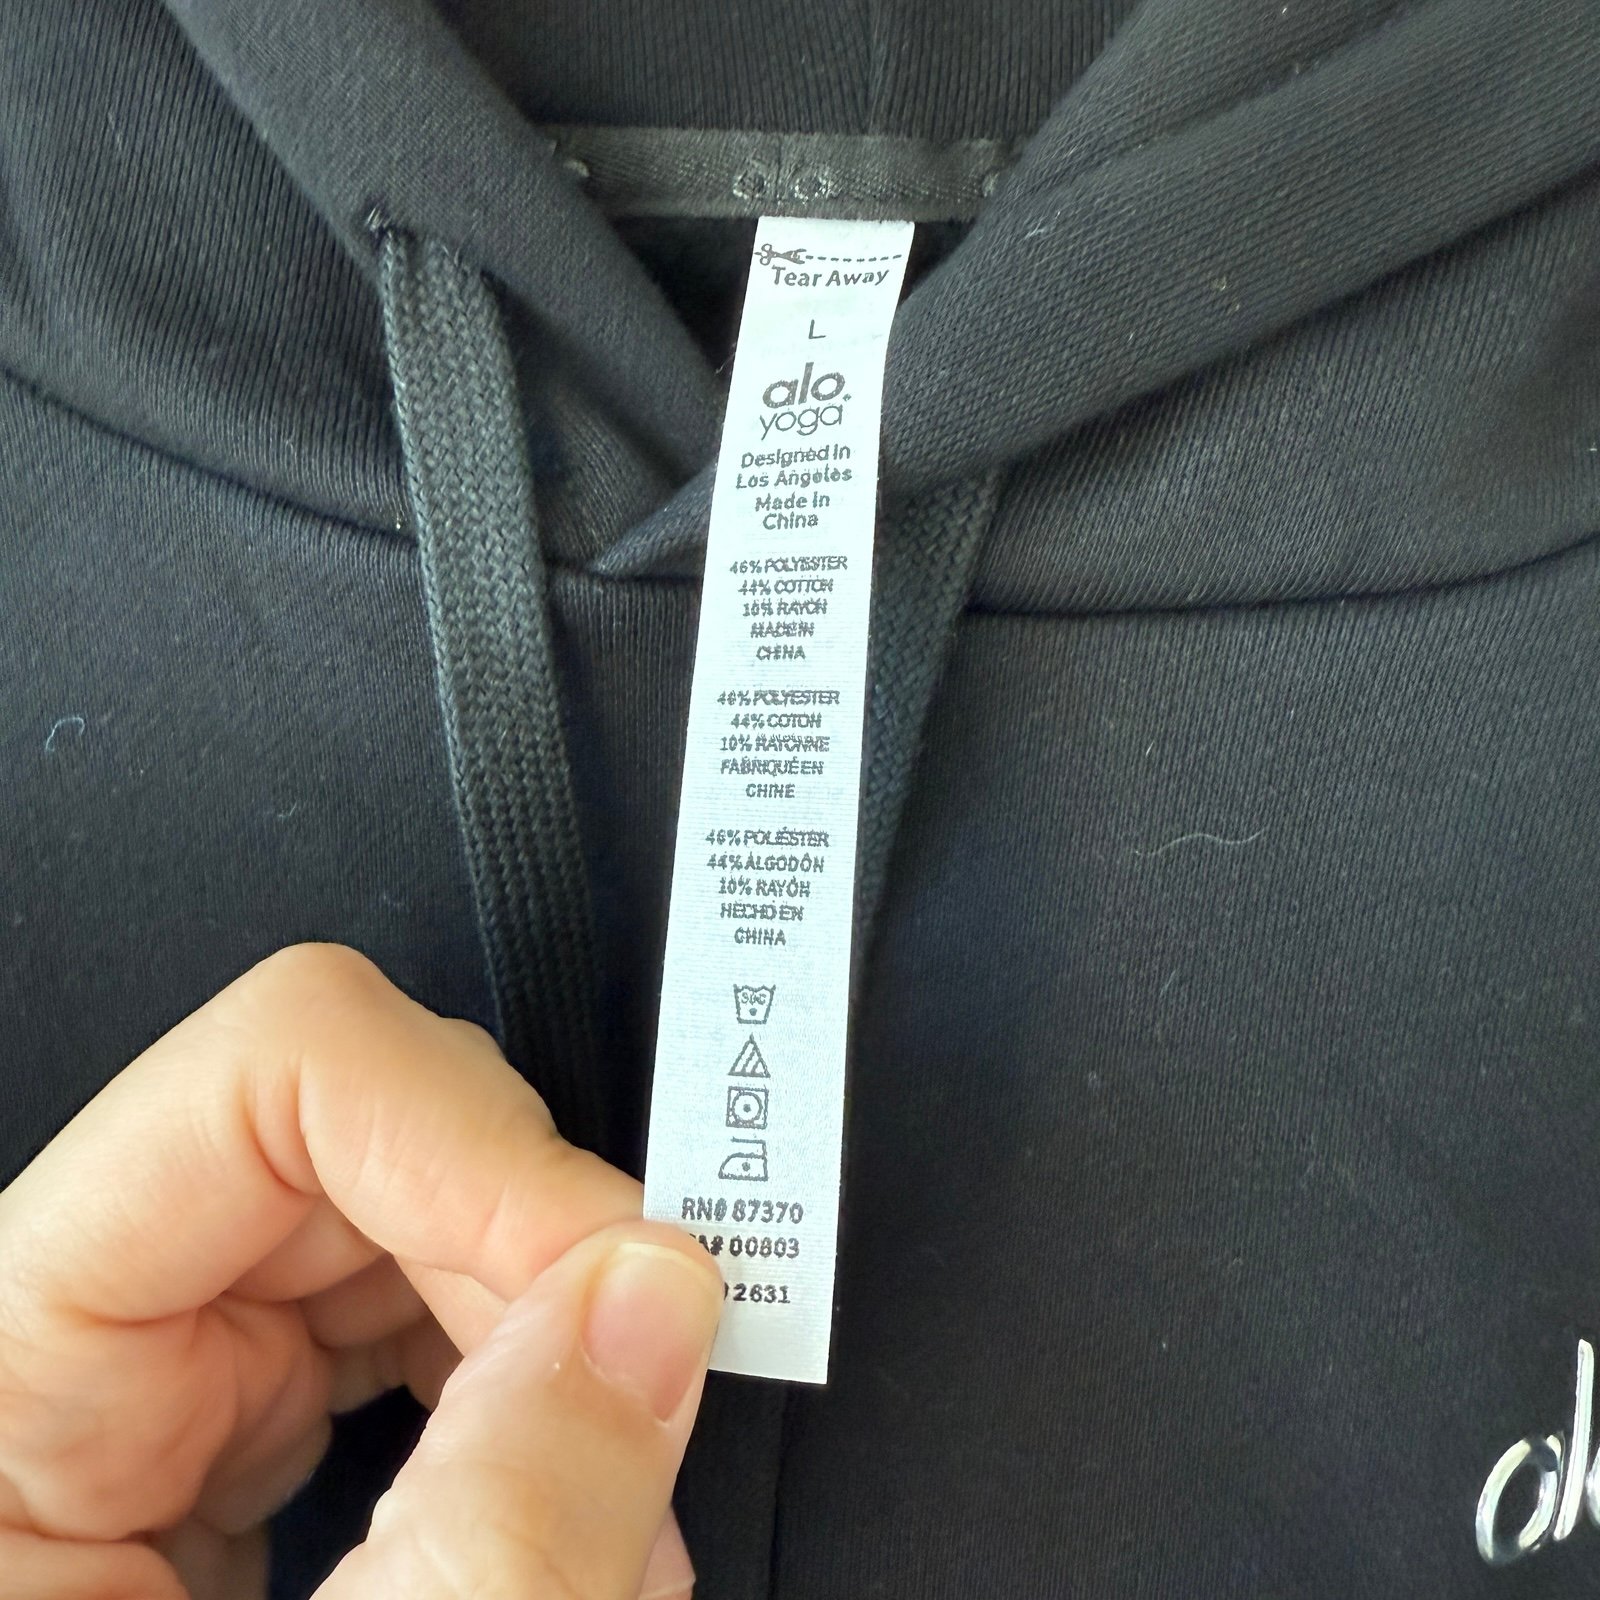 Tear Away
L
alo
yoga
Designed in
Los Angeles
Made in
China
46% POLYESTER
44% COTTON
10% RAYON
MADE IN
CHINA
46% POLYESTER
44% COTON
10% RAYONNE
FABRIQUÉ EN
CHINE
46% POLIÉSTER
44% ALGODÓN
10% RAYÓN
HECHO EN
CHINA
30C
RN# 87370
00803
2631